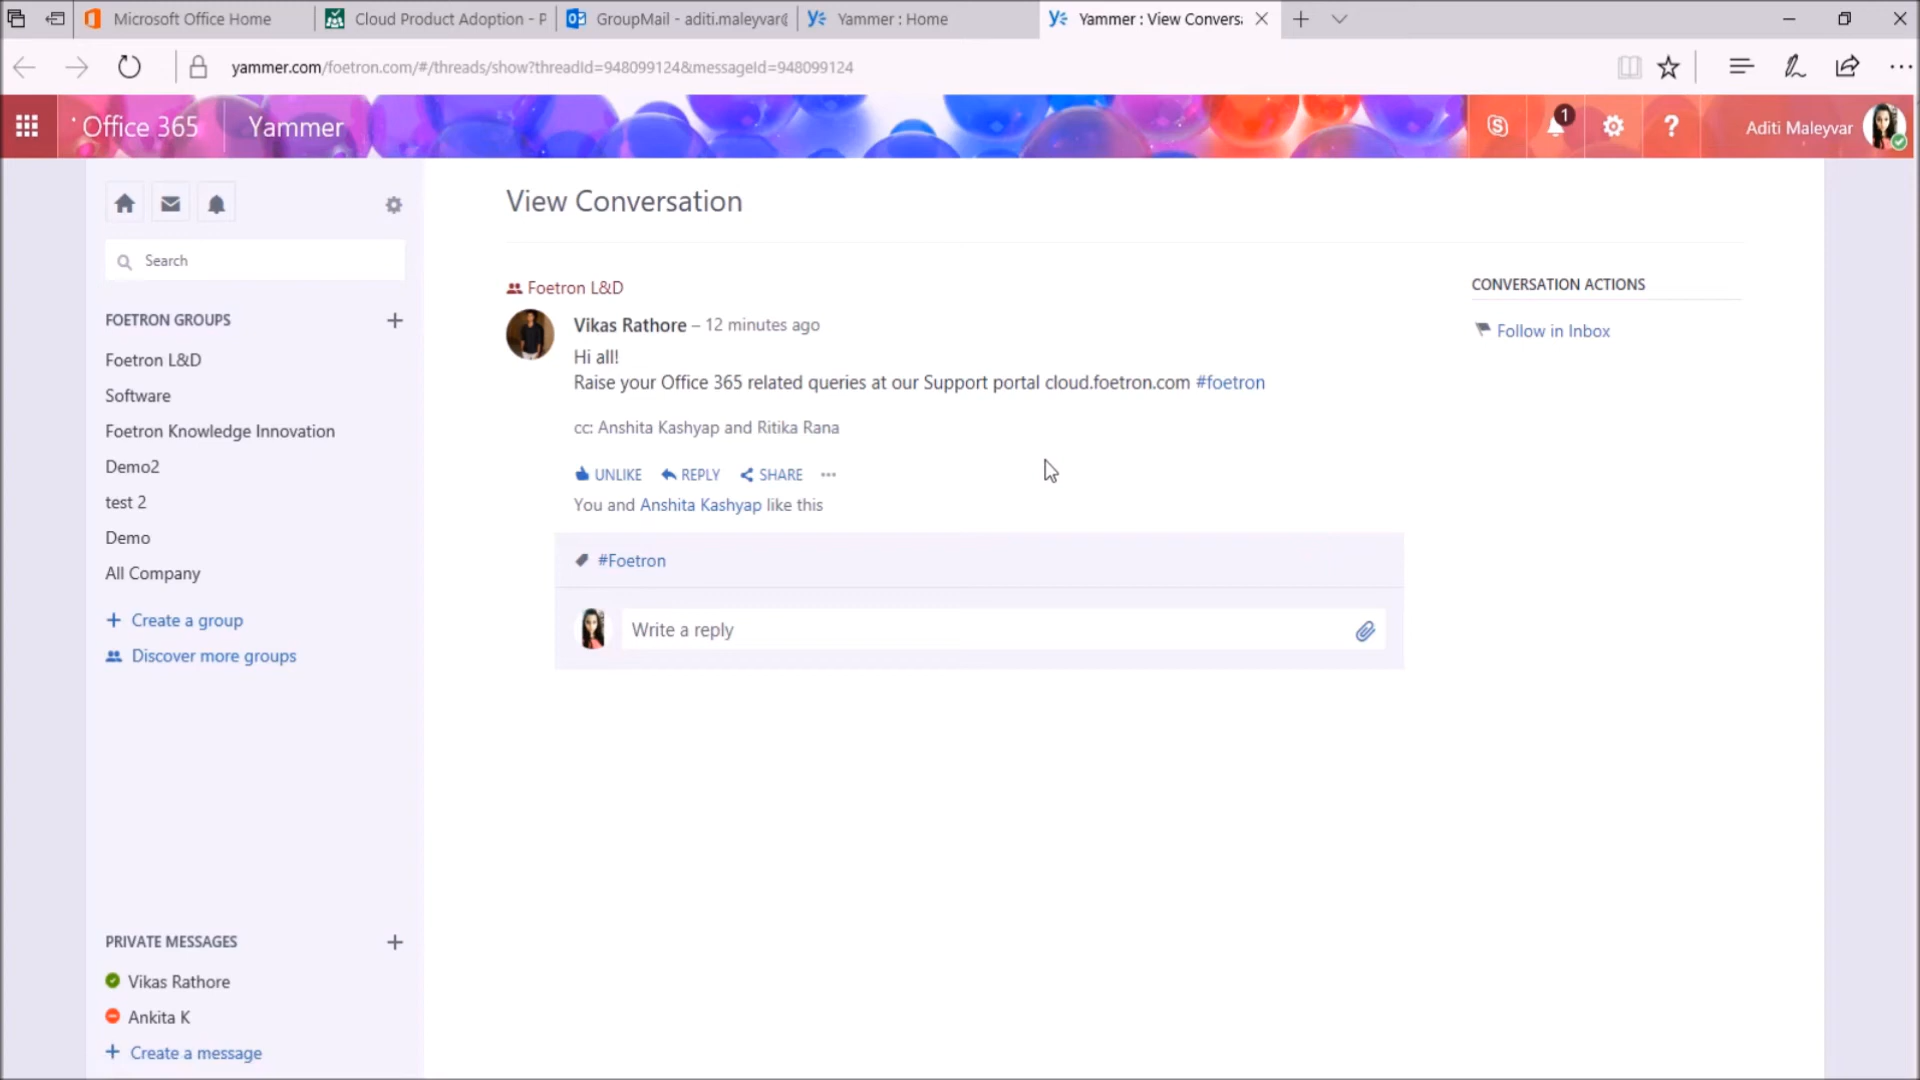 Microsoft Office Home
Cloud Product Adoption - P
GroupMail - aditi.maleyvar@
Yammer : Home
Yammer : View Convers
yammer.com/foetron.com/#/threads/show?threadId=948099124&messageId=948099124
Office 365
Yammer
1
?
Aditi Maleyvar
Search
FOETRON GROUPS
Foetron L&D
Software
Foetron Knowledge Innovation
Demo2
test 2
Demo
All Company
Create a group
Discover more groups
PRIVATE MESSAGES
Vikas Rathore
Ankita K
Create a message
View Conversation
Foetron L&D
Vikas Rathore – 12 minutes ago
Hi all!
Raise your Office 365 related queries at our Support portal cloud.foetron.com #foetron
cc: Anshita Kashyap and Ritika Rana
UNLIKE REPLY SHARE
You and Anshita Kashyap like this
#Foetron
Write a reply
CONVERSATION ACTIONS
Follow in Inbox